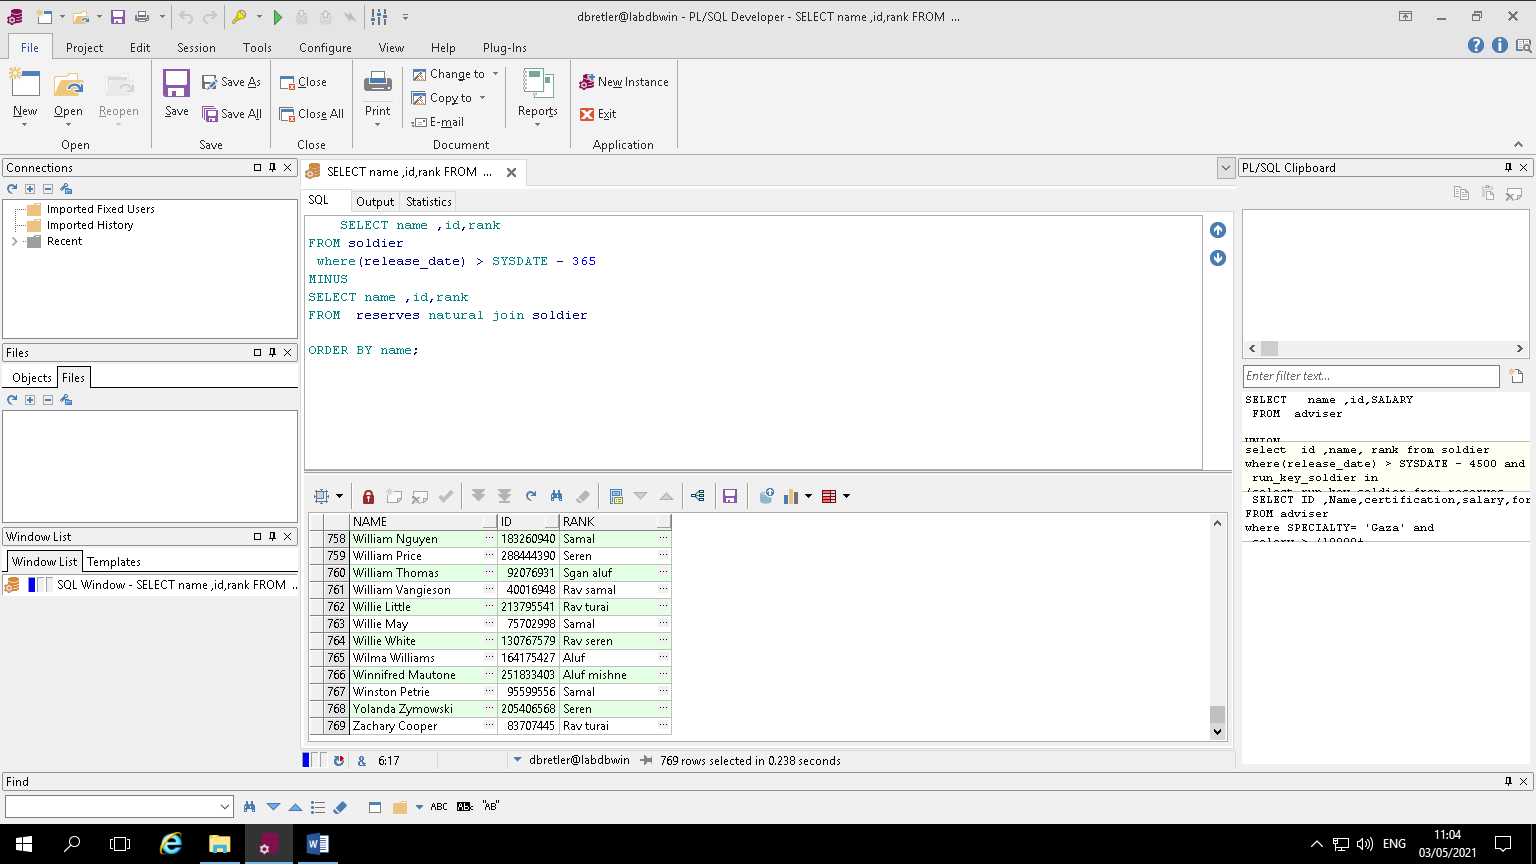 dbretler@labdbwin - PL/SQL Developer - SELECT name ,id,rank FROM ...
File Project Edit Session Tools Configure View Help Plug-Ins
New Open Reopen
Save Save As Save All
Close Close All
Print Change to Copy to E-mail
Reports
New Instance
Exit
Open Save Close Document Application
Connections
Imported Fixed Users
Imported History
Recent
Files
Objects Files
Window List
Window List Templates
SQL Window - SELECT name ,id,rank FROM ...
SELECT name ,id,rank FROM ...
SQL Output Statistics
SELECT name ,id,rank
FROM soldier
where(release_date) > SYSDATE - 365
MINUS
SELECT name ,id,rank
FROM  reserves natural join soldier
ORDER BY name;
NAME ID RANK
758 William Nguyen ... 183260940 Samal ...
759 William Price ... 288444390 Seren ...
760 William Thomas ... 92076931 Sgan aluf ...
761 William Vangieson ... 40016948 Rav samal ...
762 Willie Little ... 213795541 Rav turai ...
763 Willie May ... 75702998 Samal ...
764 Willie White ... 130767579 Rav seren ...
765 Wilma Williams ... 164175427 Aluf ...
766 Winnifred Mautone ... 251833403 Aluf mishne ...
767 Winston Petrie ... 95599556 Samal ...
768 Yolanda Zymowski ... 205406568 Seren ...
769 Zachary Cooper ... 83707445 Rav turai ...
& 6:17 dbretler@labdbwin 769 rows selected in 0.238 seconds
PL/SQL Clipboard
Enter filter text...
SELECT   name ,id,SALARY
FROM  adviser
UNION
select  id ,name, rank from soldier
where(release_date) > SYSDATE - 4500 and
run_key_soldier in
(select run_key_soldier from reserves
SELECT ID ,Name,certification,salary,for
FROM adviser
where SPECIALTY= 'Gaza' and
Find
ABC AB: "AB"
ENG
11:04
03/05/2021